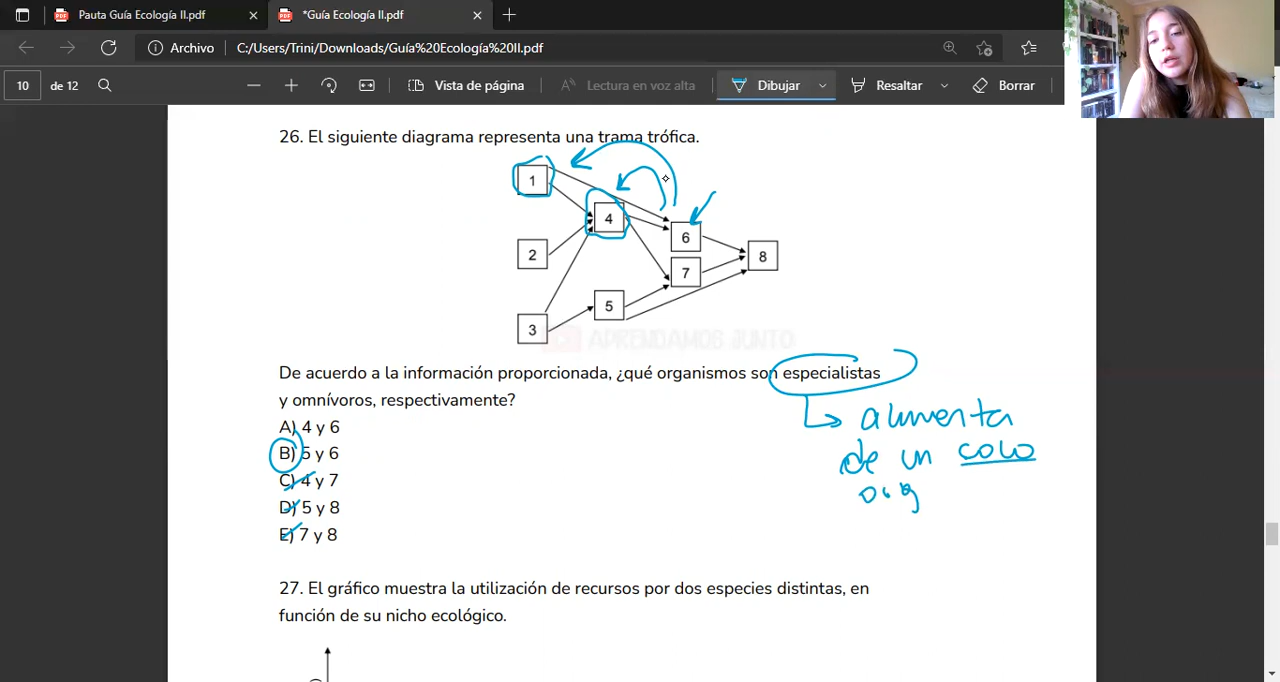 Pauta Guía Ecología II.pdf
*Guía Ecología II.pdf
Archivo
C:/Users/Trini/Downloads/Guía%20Ecología%20II.pdf
10
de 12
Vista de página
Lectura en voz alta
Dibujar
Resaltar
Borrar
26. El siguiente diagrama representa una trama trófica.
1
4
6
2
8
7
5
3
APRENDAMOS JUNTO
De acuerdo a la información proporcionada, ¿qué organismos son especialistas
y omnívoros, respectivamente?
A) 4 y 6
B) 5 y 6
C) 4 y 7
D) 5 y 8
E) 7 y 8
alimenta
de un solo
org
27. El gráfico muestra la utilización de recursos por dos especies distintas, en
función de su nicho ecológico.